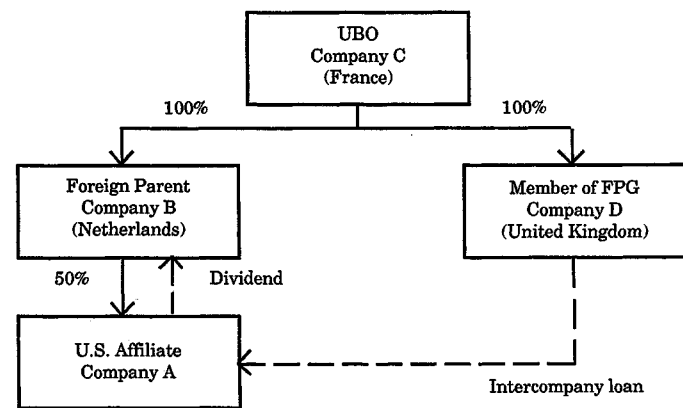 UBO
Company C
(France)
100%
100%
Foreign Parent
Company B
(Netherlands)
Member of FPG
Company D
(United Kingdom)
50%
Dividend
U.S. Affiliate
Company A
Intercompany loan